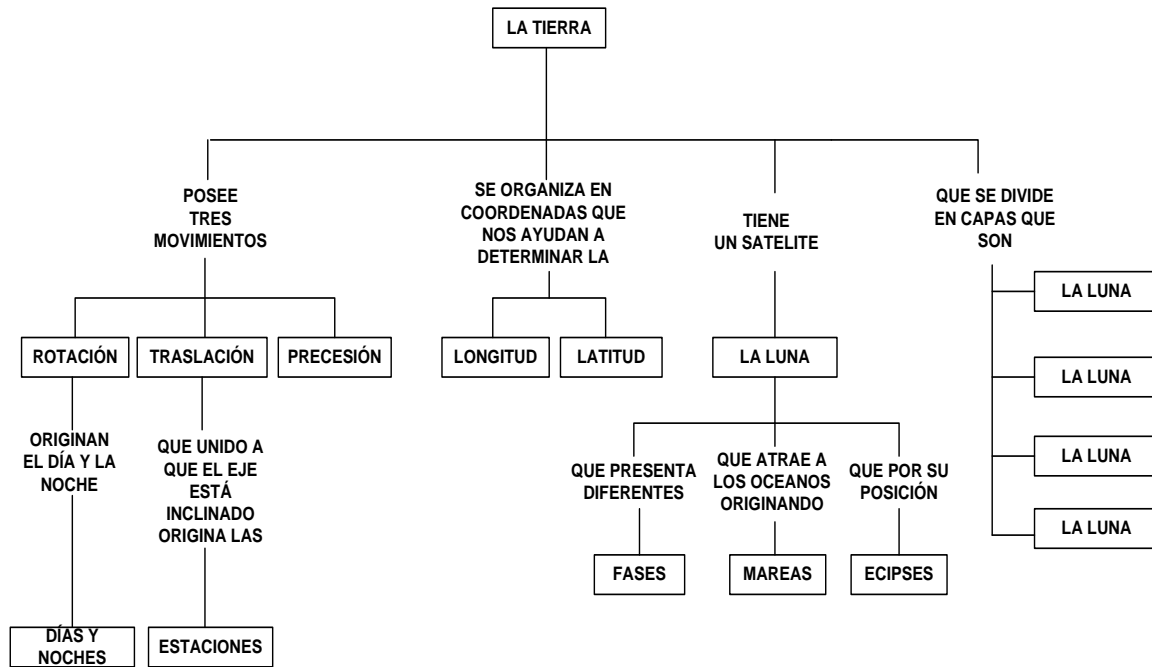 LA TIERRA
POSEE
TRES
MOVIMIENTOS
SE ORGANIZA EN
COORDENADAS QUE
NOS AYUDAN A
DETERMINAR LA
TIENE
UN SATELITE
QUE SE DIVIDE
EN CAPAS QUE
SON
ROTACIÓN
TRASLACIÓN
PRECESIÓN
LONGITUD
LATITUD
LA LUNA
LA LUNA
LA LUNA
LA LUNA
LA LUNA
ORIGINAN
EL DÍA Y LA
NOCHE
QUE UNIDO A
QUE EL EJE
ESTÁ
INCLINADO
ORIGINA LAS
QUE PRESENTA
DIFERENTES
QUE ATRAE A
LOS OCEANOS
ORIGINANDO
QUE POR SU
POSICIÓN
FASES
MAREAS
ECIPSES
DÍAS Y
NOCHES
ESTACIONES